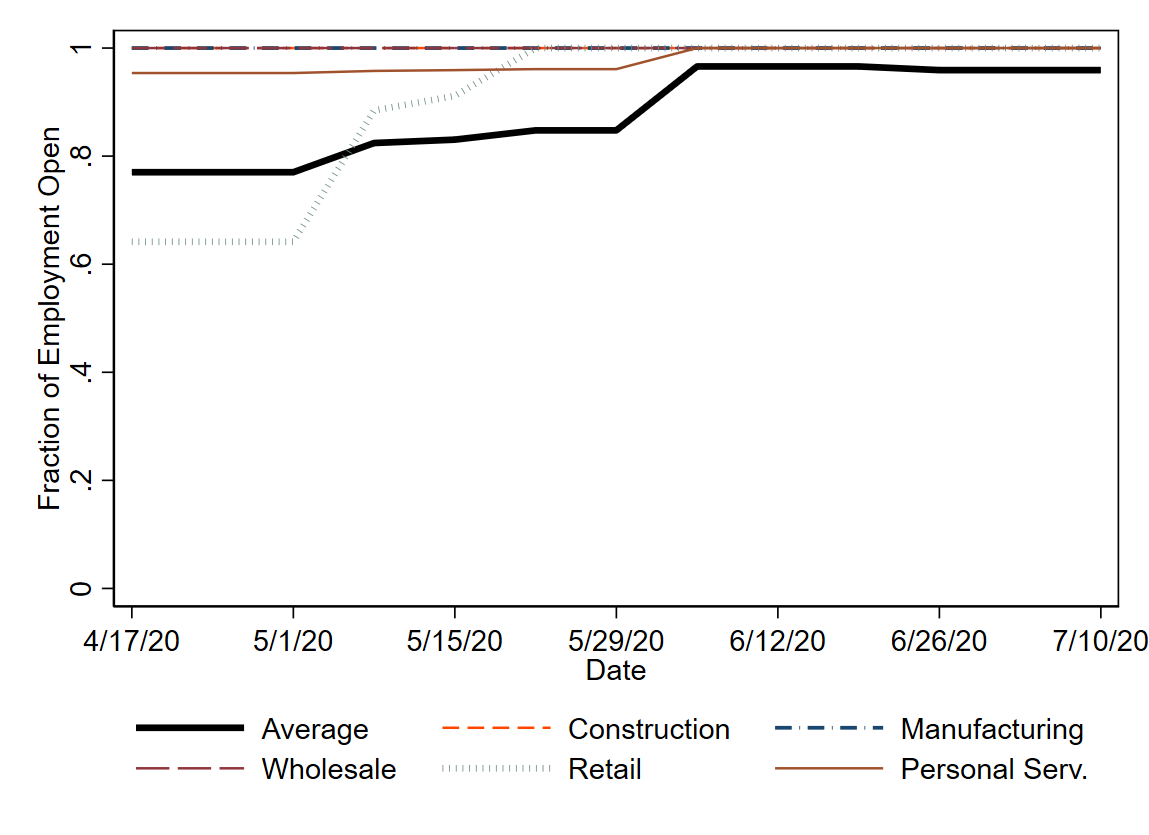 Fraction of Employment Open
1
.8
.6
.4
.2
0
4/17/20 5/1/20 5/15/20 5/29/20 6/12/20 6/26/20 7/10/20
Date
Average Construction Manufacturing
Wholesale Retail Personal Serv.